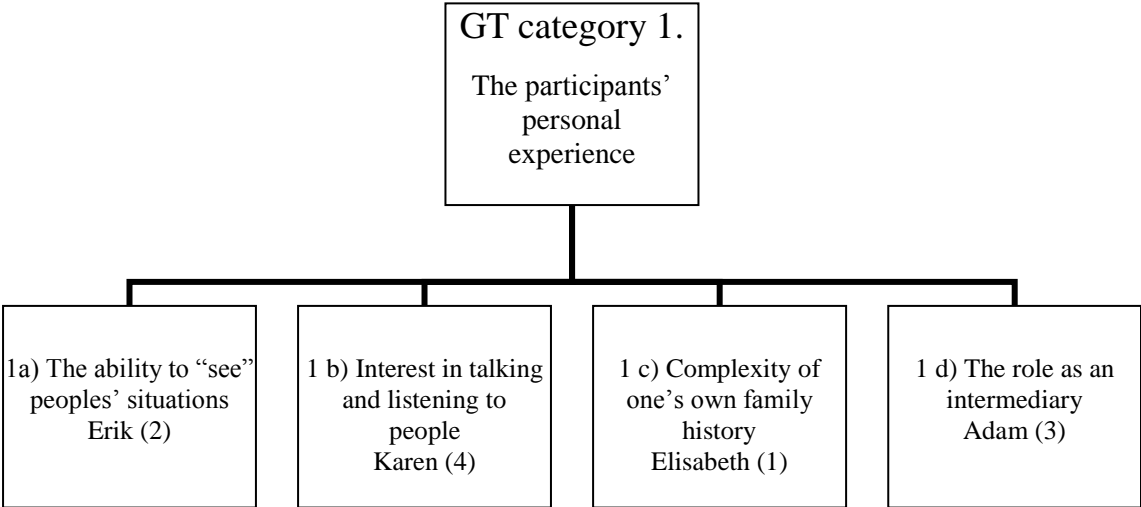 GT category 1.
The participants’
personal
experience
1a) The ability to “see”
peoples’ situations
Erik (2)
1 b) Interest in talking
and listening to
people
Karen (4)
1 c) Complexity of
one’s own family
history
Elisabeth (1)
1 d) The role as an
intermediary
Adam (3)